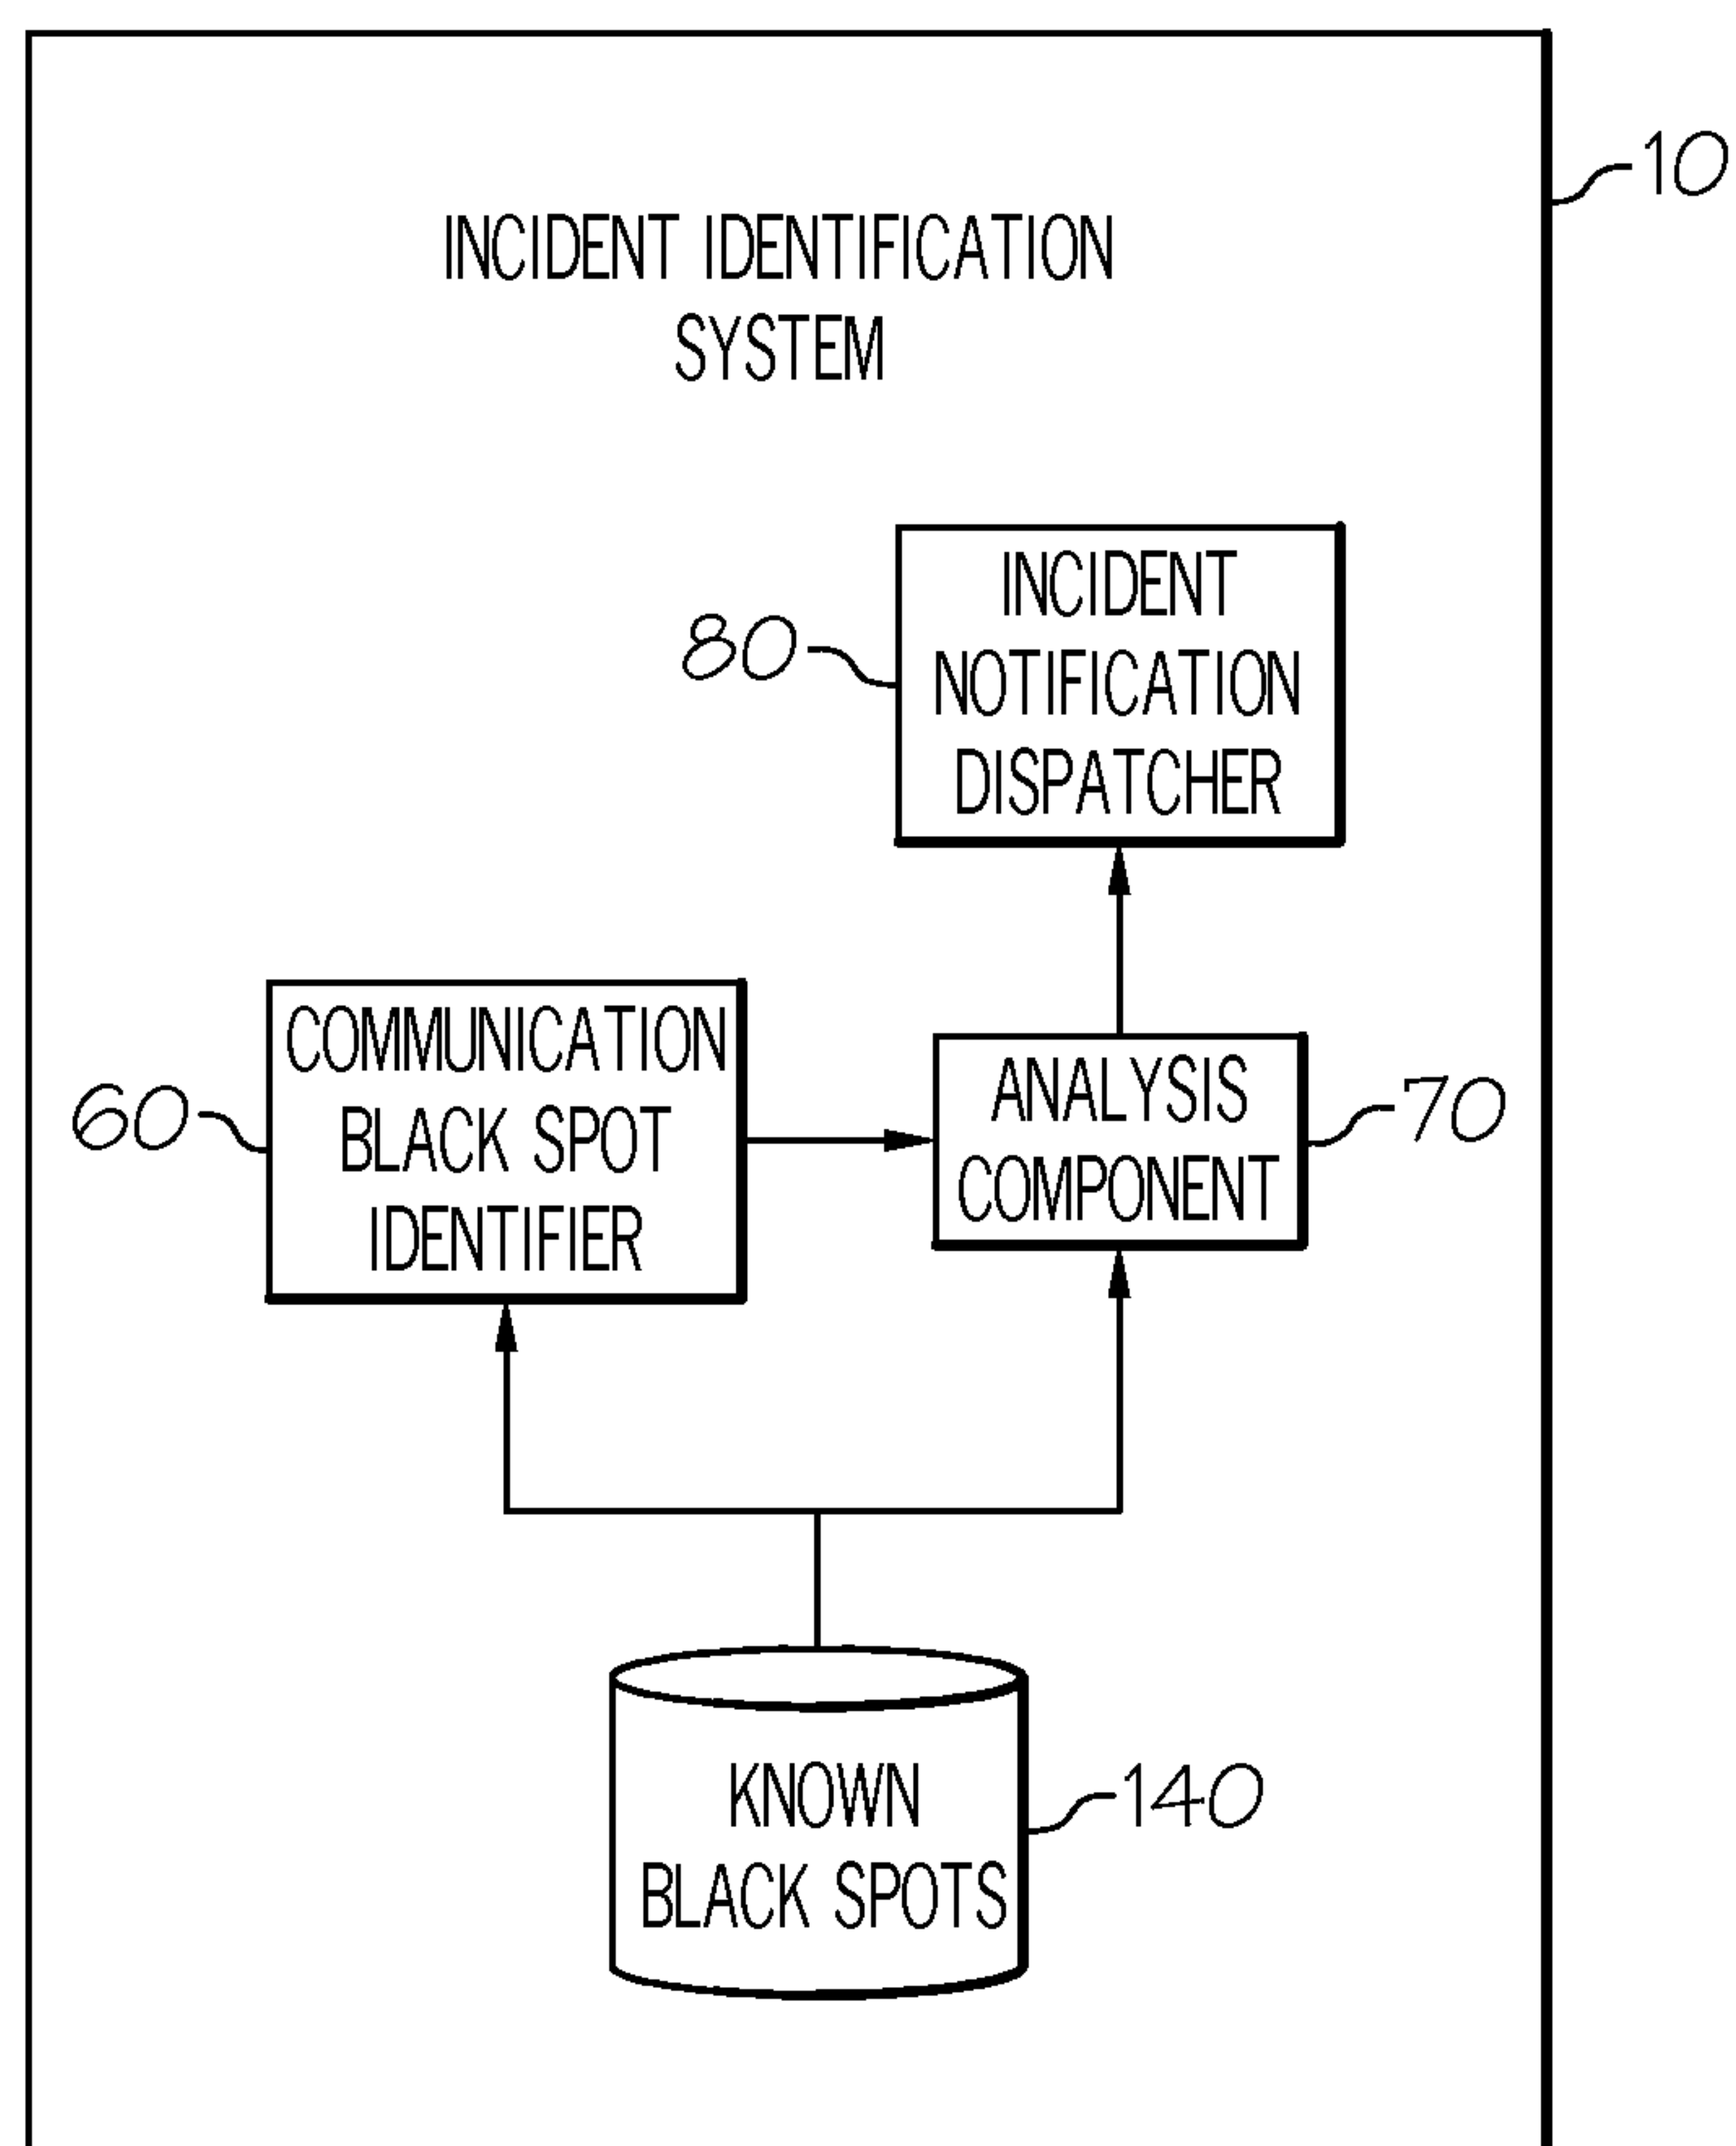 10
INCIDENT IDENTIFICATION
SYSTEM
80
INCIDENT
NOTIFICATION
DISPATCHER
60
COMMUNICATION
BLACK SPOT
IDENTIFIER
ANALYSIS
COMPONENT
70
KNOWN
BLACK SPOTS
140